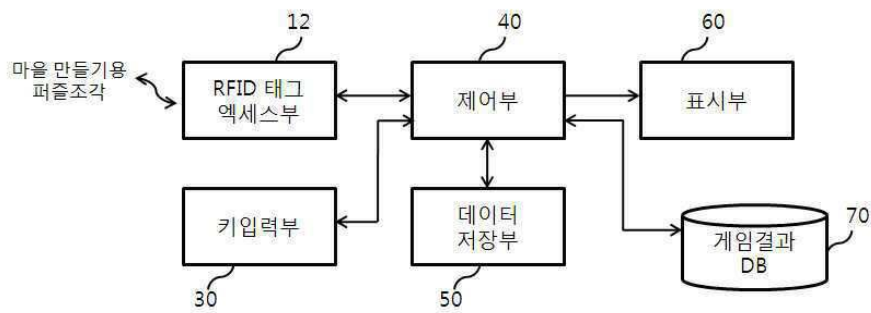 12
40
60
마을 만들기용
퍼즐조각
RFID 태그
엑세스부
제어부
표시부
키입력부
데이터
저장부
게임결과
DB
70
30
50